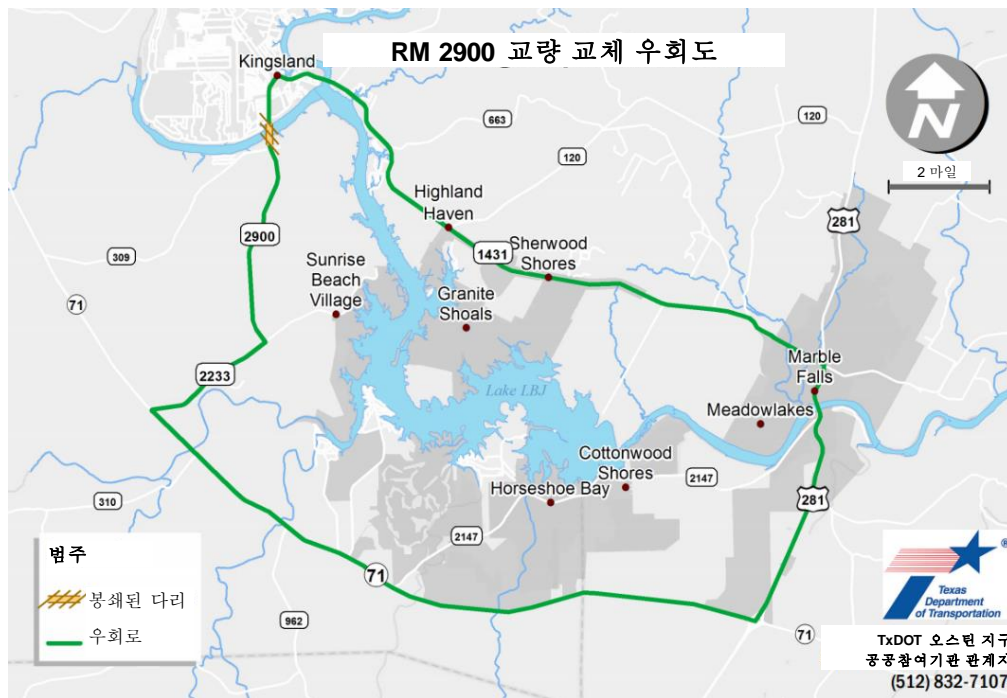 RM 2900 교량 교체 우회도
Kingsland
663
120
120
N
2 마일
Highland
Haven
281
2900
1431
Sherwood
Shores
309
Sunrise
Beach
Village
Granite
Shoals
71
2233
Marble
Falls
Lake LBJ
Meadowlakes
Cottonwood
Shores
310
Horseshoe Bay
2147
281
2147
범주
71
봉쇄된 다리
962
우회로
71
®
Texas
Department
of Transportation
TxDOT 오스틴 지구
공공참여기관 관계자
(512) 832-7107